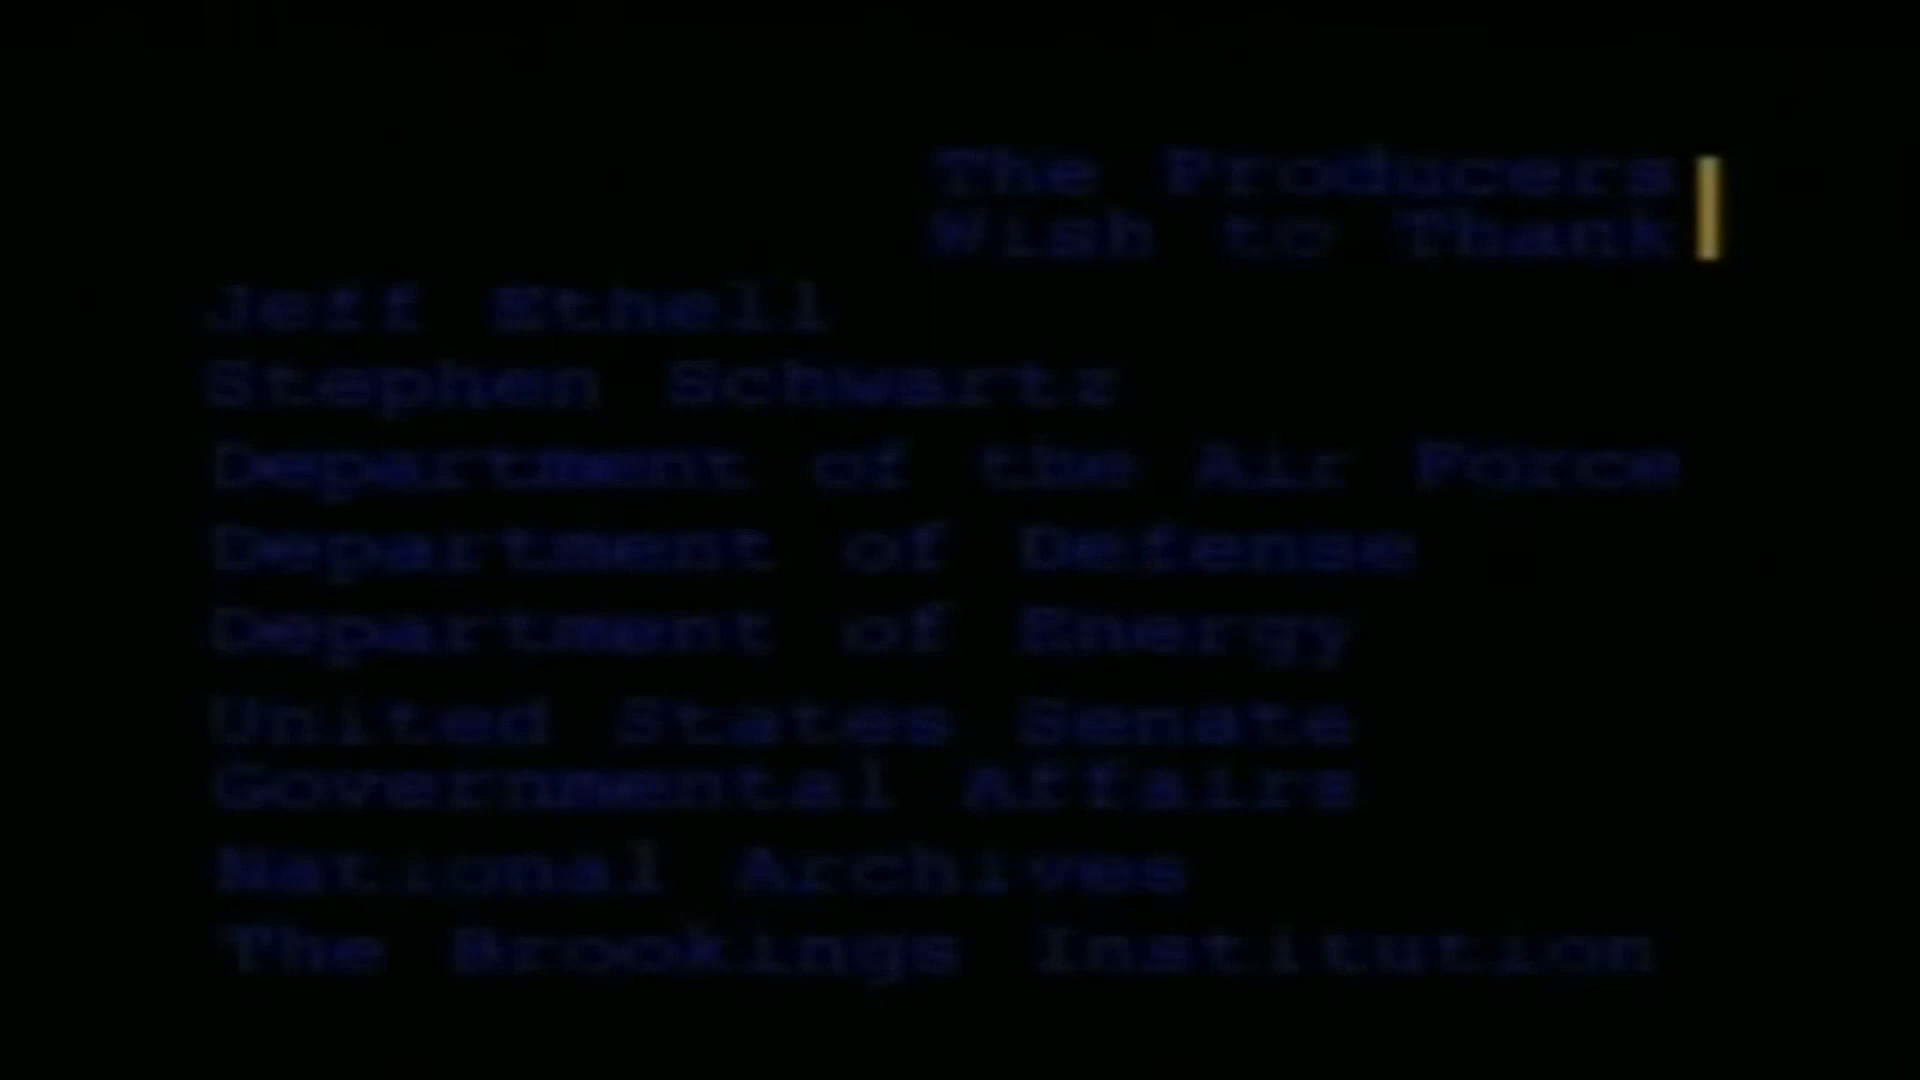 The Producers
Wish to Thank
Jeff Ethell
Stephen Schwartz
Department of the Air Force
Department of Defense
Department of Energy
United States Senate
Governmental Affairs
National Archives
The Brookings Institution